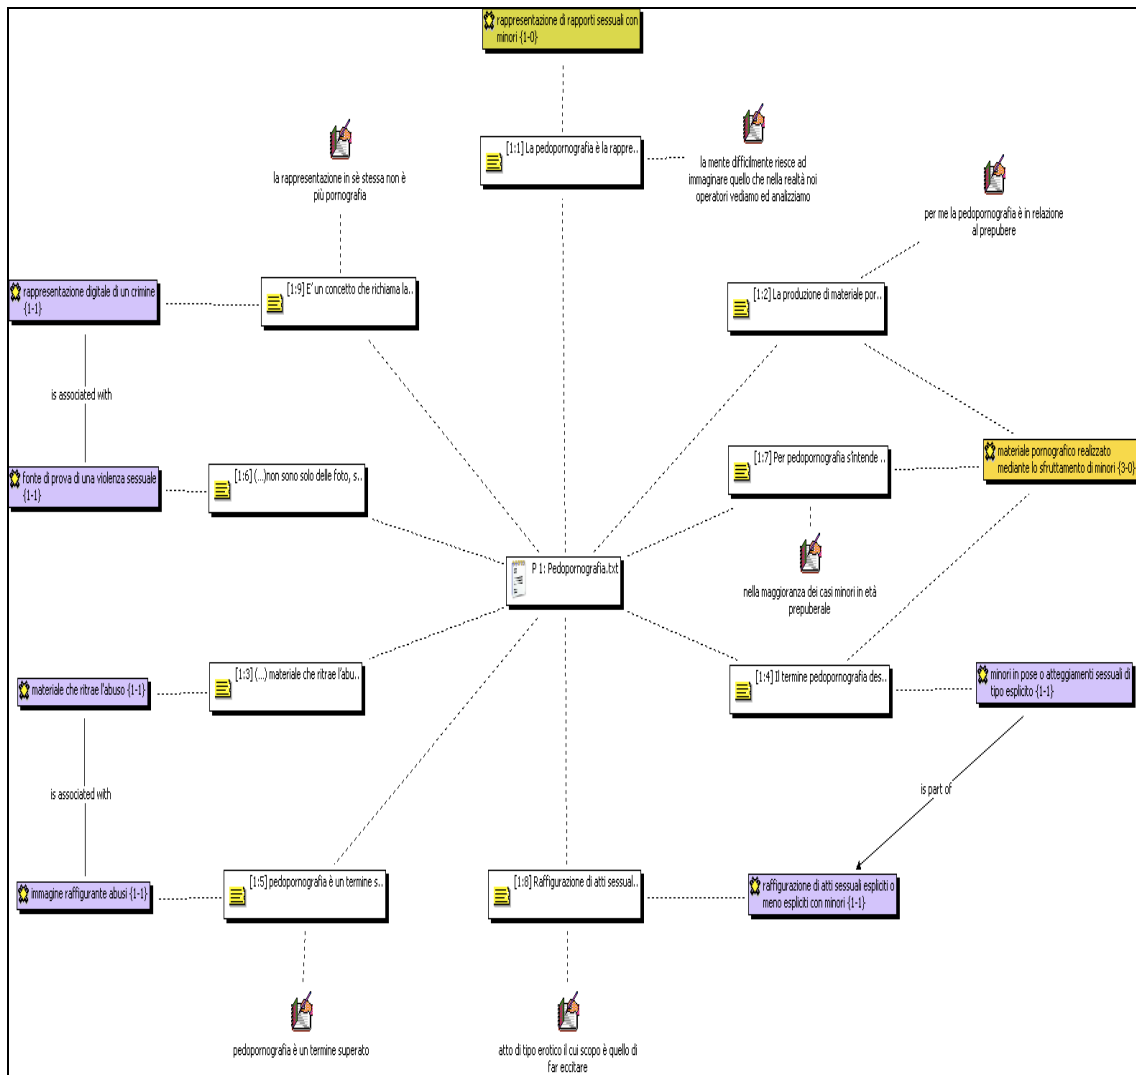 rappresentazione di rapporti sessuali con
minori {1-0}
[1:1] La pedopornografia è la rappre..
la mente difficilmente riesce ad
immaginare quello che nella realtà noi
operatori vediamo ed analizziamo
la rappresentazione in sè stessa non è
più pornografia
per me la pedopornografia è in relazione
al prepubere
rappresentazione digitale di un crimine
{1-1}
[1:9] E' un concetto che richiama la..
[1:2] La produzione di materiale por..
is associated with
fonte di prova di una violenza sessuale
{1-1}
[1:6] (...)non sono solo delle foto, s..
[1:7] Per pedopornografia s'intende ..
materiale pornografico realizzato
mediante lo sfruttamento di minori {3-0}
P 1: Pedopornografia.txt
nella maggioranza dei casi minori in età
prepuberale
materiale che ritrae l'abuso {1-1}
[1:3] (...) materiale che ritrae l'abu..
[1:4] Il termine pedopornografia des..
minori in pose o atteggiamenti sessuali di
tipo esplicito {1-1}
is associated with
is part of
immagine raffigurante abusi {1-1}
[1:5] pedopornografia è un termine s..
[1:8] Raffigurazione di atti sessual..
raffigurazione di atti sessuali espliciti o
meno espliciti con minori {1-1}
pedopornografia è un termine superato
atto di tipo erotico il cui scopo è quello di
far eccitare